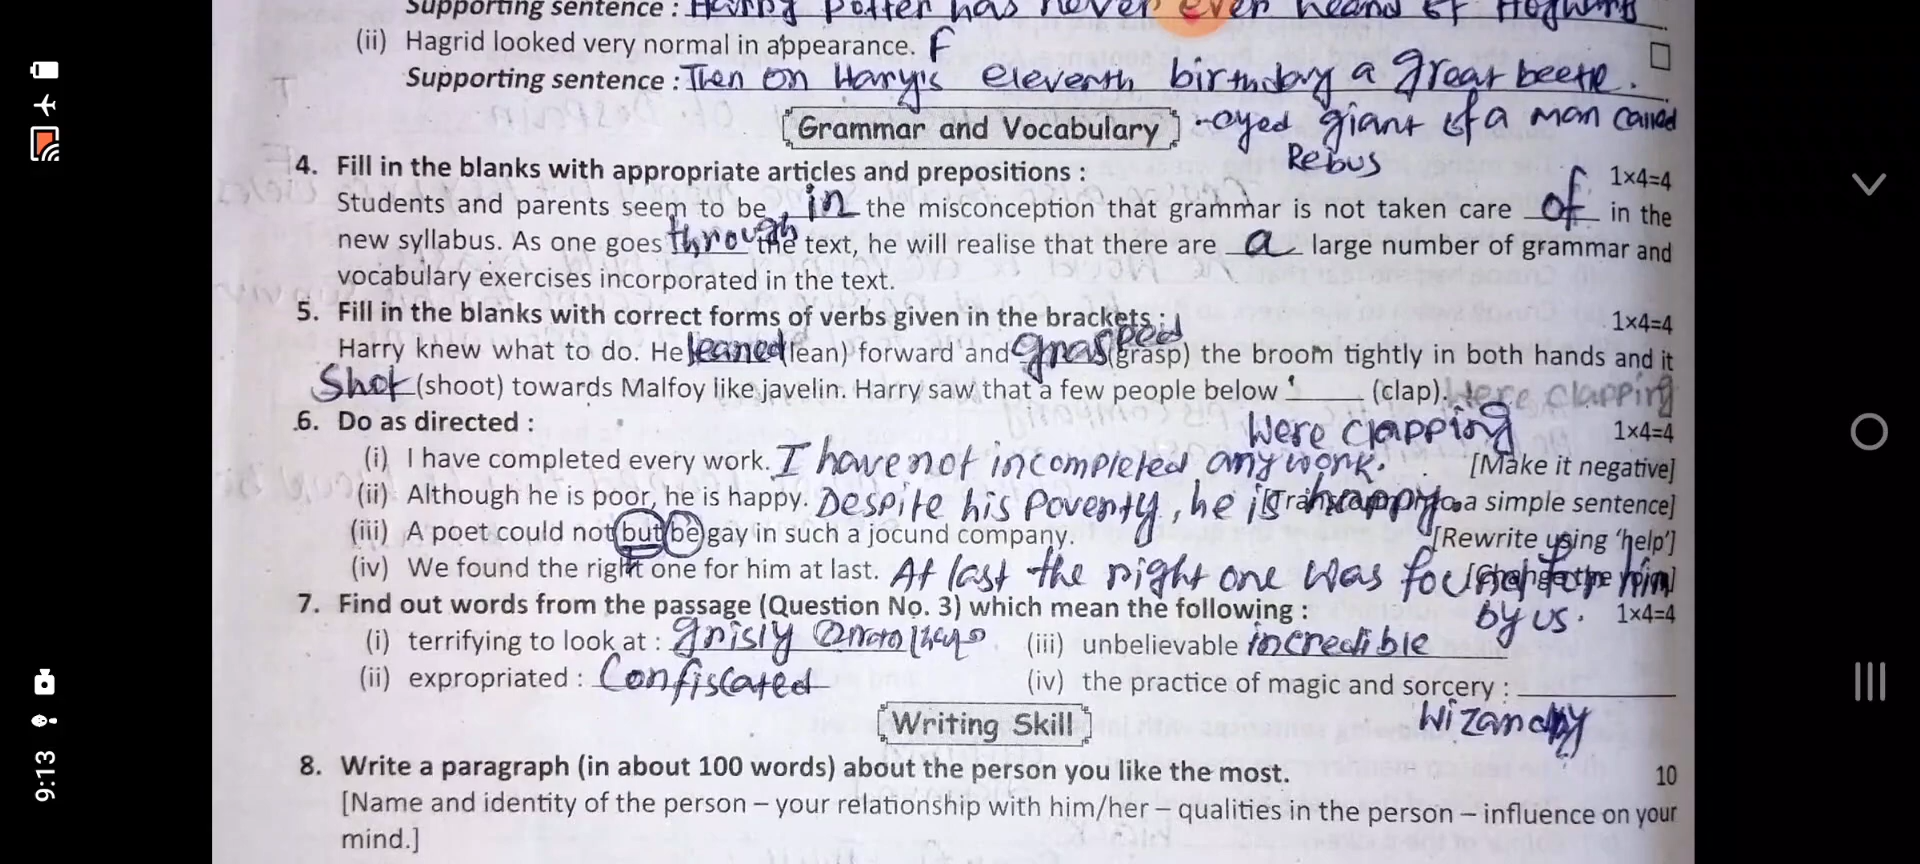 Supporting sentence : Harry Potter has never ever heard of Hogwarts
(ii) Hagrid looked very normal in appearance. F
Supporting sentence : Then on Harry's eleventh birthday a great beetle.
Grammar and Vocabulary -eyed giant of a man called
Rebus
4. Fill in the blanks with appropriate articles and prepositions : 1×4=4
Students and parents seem to be in the misconception that grammar is not taken care of in the
new syllabus. As one goes through the text, he will realise that there are a large number of grammar and
vocabulary exercises incorporated in the text.
5. Fill in the blanks with correct forms of verbs given in the brackets : 1×4=4
Harry knew what to do. He leaned (lean) forward and grasped (grasp) the broom tightly in both hands and it
Shot (shoot) towards Malfoy like javelin. Harry saw that a few people below ____ (clap). Were clapping
6. Do as directed : Were clapping 1×4=4
(i) I have completed every work. I have not incompleted any work. [Make it negative]
(ii) Although he is poor, he is happy. Despite his Poverty, he is happy. a simple sentence]
(iii) A poet could not but be gay in such a jocund company. [Rewrite using 'help']
(iv) We found the right one for him at last. At last the right one was found for him [Change the voice]
by us.
7. Find out words from the passage (Question No. 3) which mean the following : 1×4=4
(i) terrifying to look at : grisly (iii) unbelievable incredible
(ii) expropriated : Confiscated (iv) the practice of magic and sorcery :
Wizardry
Writing Skill
8. Write a paragraph (in about 100 words) about the person you like the most. 10
[Name and identity of the person – your relationship with him/her – qualities in the person – influence on your
mind.]
9:13